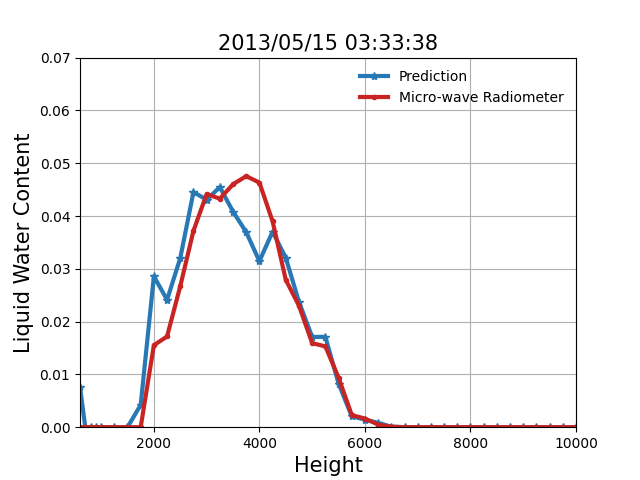 2013/05/15 03:33:38
0.07
0.06
0.05
0.04
0.03
0.02
0.01
0.00
Liquid Water Content
Prediction
Micro-wave Radiometer
2000 4000 6000 8000 10000
Height